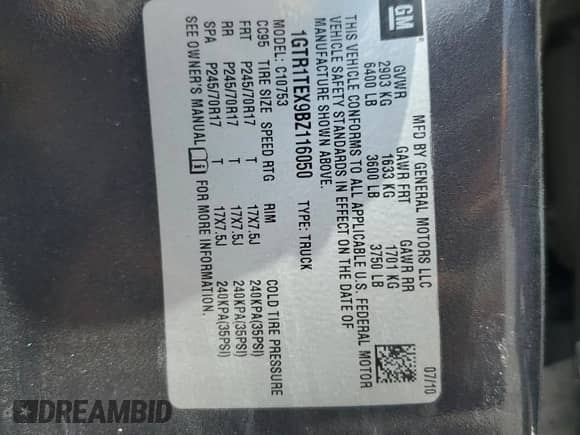 GM
MFD BY GENERAL MOTORS LLC
07/10
GVWR GAWR FRT GAWR RR
2903 KG 1633 KG 1701 KG
6400 LB 3600 LB 3750 LB
THIS VEHICLE CONFORMS TO ALL APPLICABLE U.S. FEDERAL MOTOR
VEHICLE SAFETY STANDARDS IN EFFECT ON THE DATE OF
MANUFACTURE SHOWN ABOVE.
1GTR1TEX9BZ116050 TYPE: TRUCK
MODEL: C10753
CC95 TIRE SIZE SPEED RTG RIM COLD TIRE PRESSURE
FRT P245/70R17 T 17X7.5J 240KPA(35PSI)
RR P245/70R17 T 17X7.5J 240KPA(35PSI)
SPA P245/70R17 T 17X7.5J 240KPA(35PSI)
SEE OWNER'S MANUAL FOR MORE INFORMATION.
DREAMBID